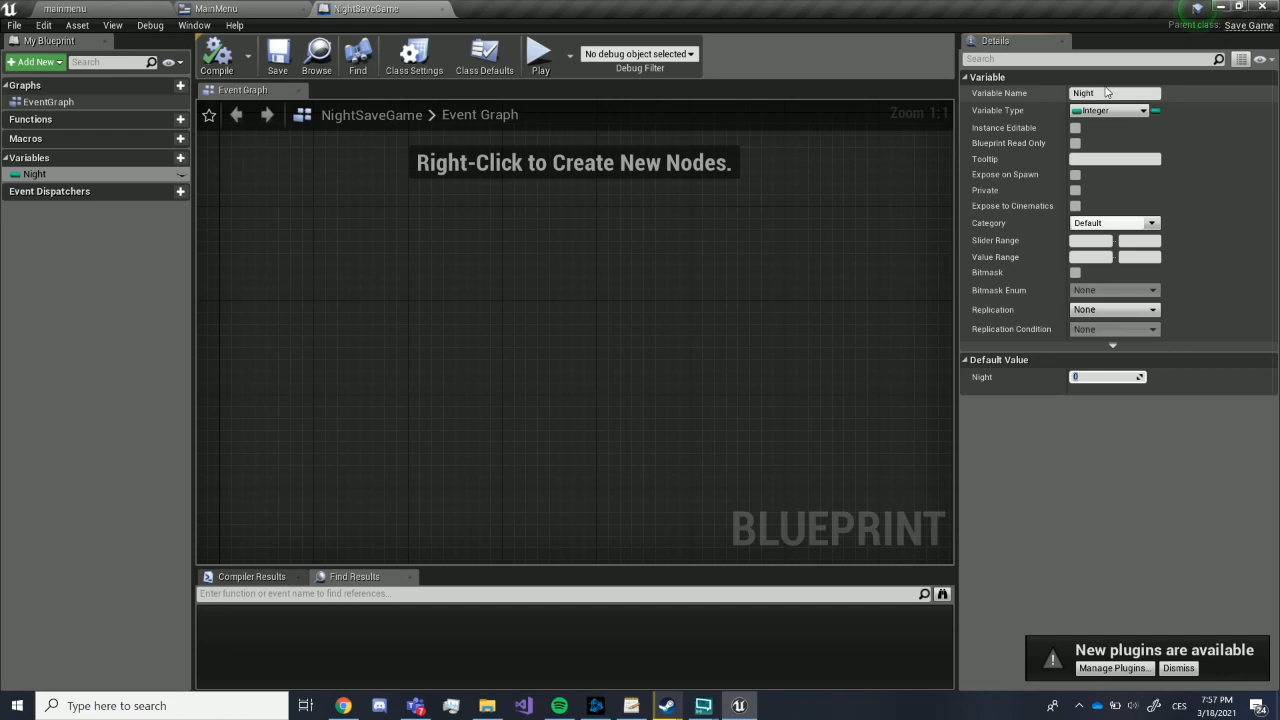 mainmenu
MainMenu
NightSaveGame
File Edit Asset View Debug Window Help
Parent class: Save Game
My Blueprint
Add New
Search
Graphs
EventGraph
Functions
Macros
Variables
Night
Event Dispatchers
Compile
Save
Browse
Find
Class Settings
Class Defaults
Play
No debug object selected
Debug Filter
Event Graph
NightSaveGame > Event Graph
Zoom 1:1
Right-Click to Create New Nodes.
BLUEPRINT
Compiler Results
Find Results
Enter function or event name to find references...
Details
Search
Variable
Variable Name Night
Variable Type Integer
Instance Editable
Blueprint Read Only
Tooltip
Expose on Spawn
Private
Expose to Cinematics
Category Default
Slider Range
Value Range
Bitmask
Bitmask Enum None
Replication None
Replication Condition None
Default Value
Night 0
New plugins are available
Manage Plugins... Dismiss
Type here to search
7
CES
7:57 PM
3/18/2021
24